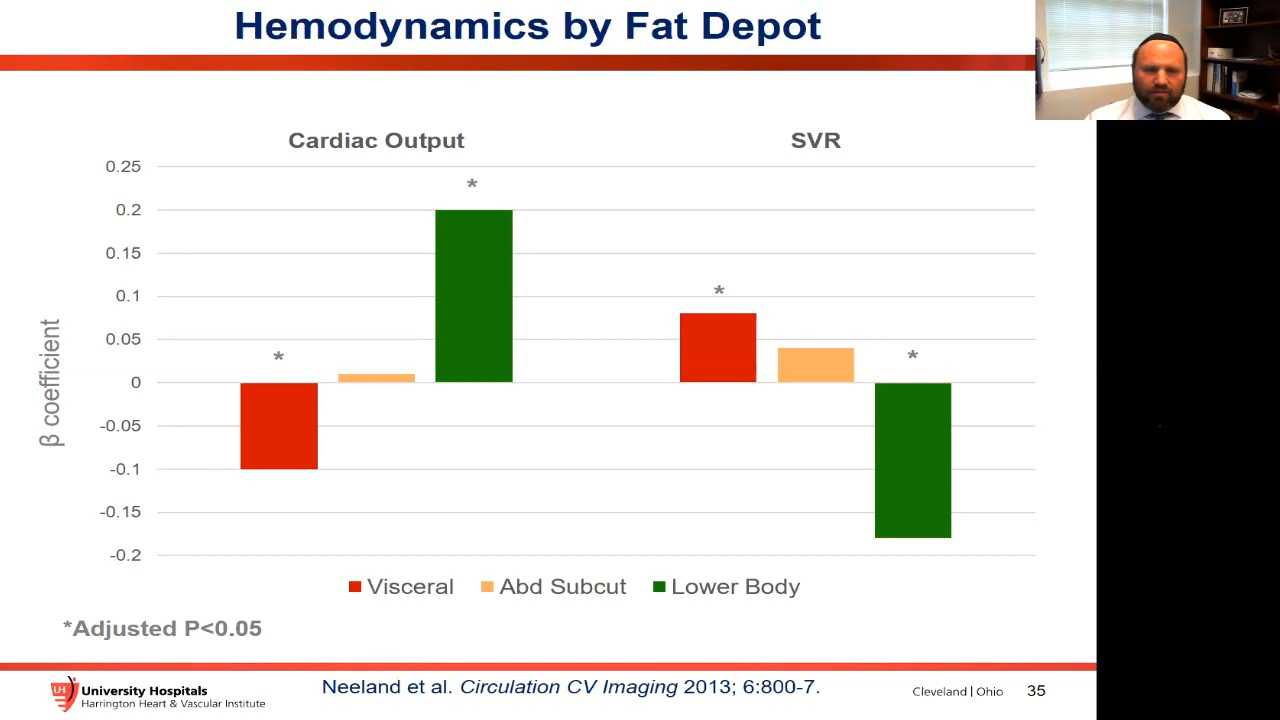 Hemodynamics by Fat Depot
Cardiac Output
SVR
0.25
0.2
0.15
0.1
0.05
0
-0.05
-0.1
-0.15
-0.2
β coefficient
*
*
*
*
Visceral
Abd Subcut
Lower Body
*Adjusted P<0.05
UH University Hospitals
Harrington Heart & Vascular Institute
Neeland et al. Circulation CV Imaging 2013; 6:800-7.
Cleveland | Ohio
35